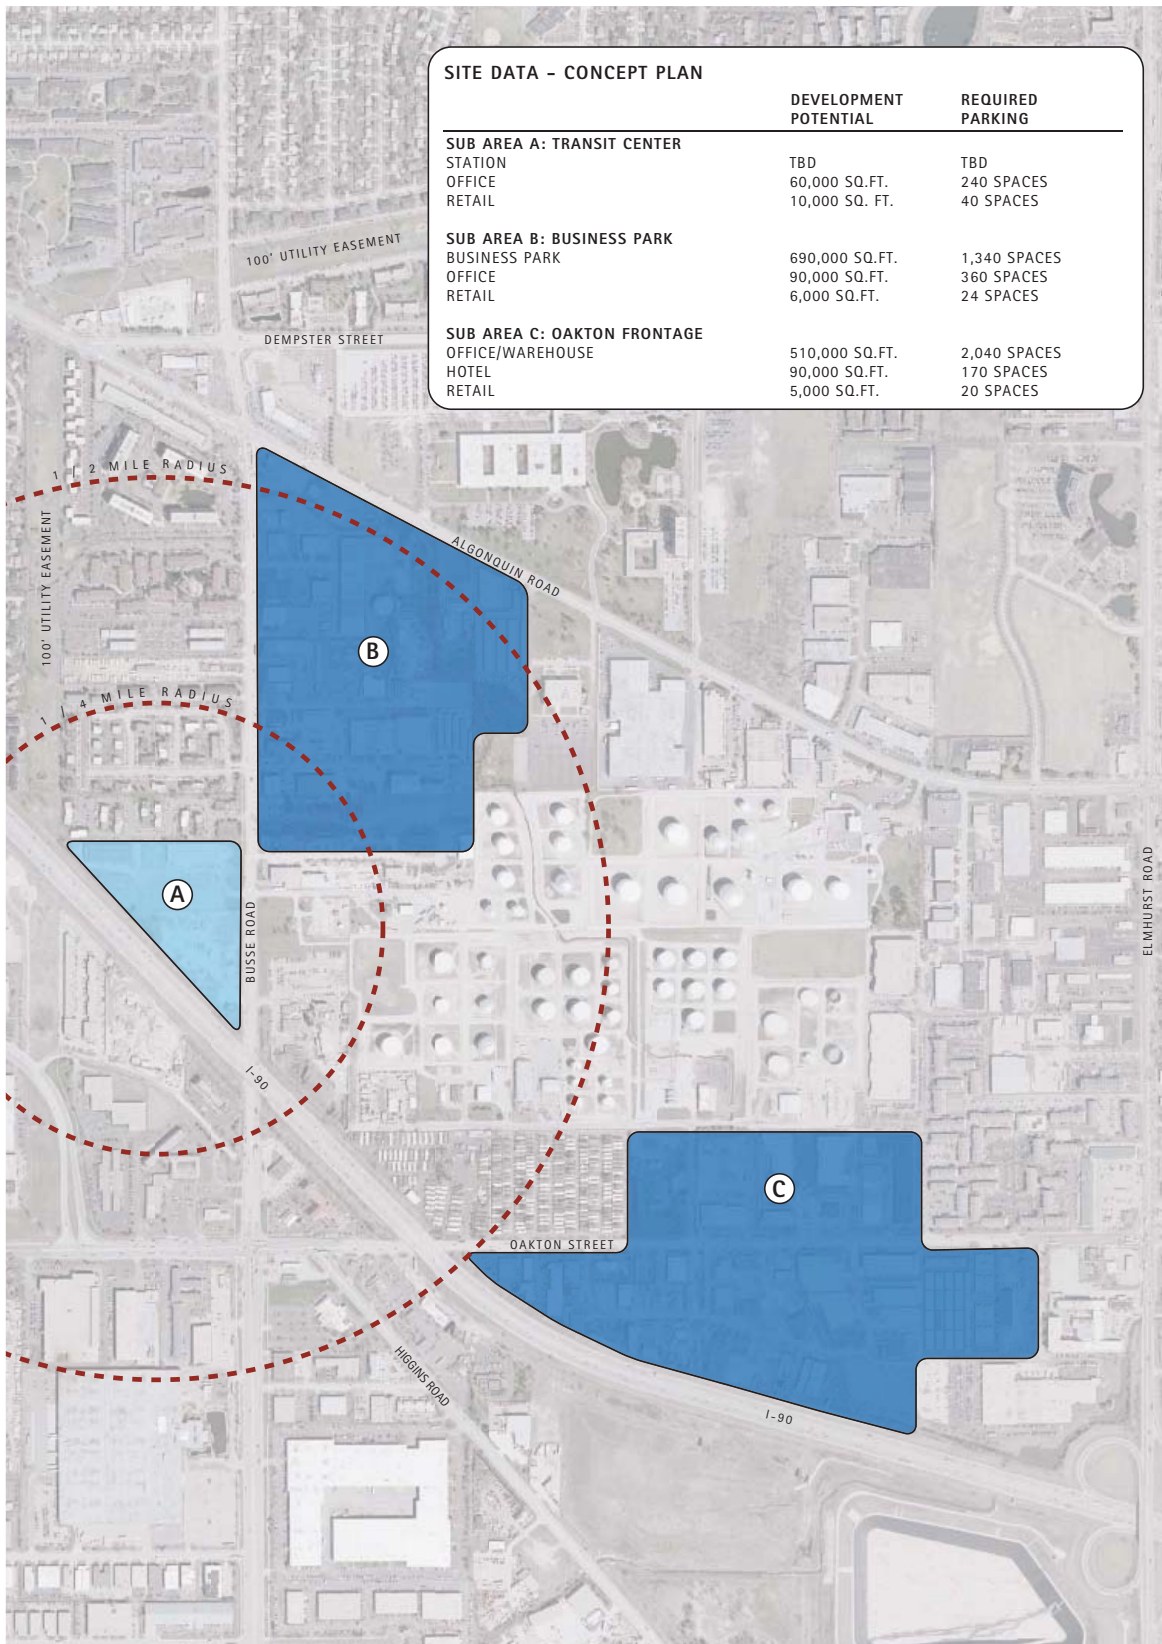 SITE DATA – CONCEPT PLAN
DEVELOPMENT POTENTIAL REQUIRED PARKING
SUB AREA A: TRANSIT CENTER
STATION TBD TBD
OFFICE 60,000 SQ.FT. 240 SPACES
RETAIL 10,000 SQ. FT. 40 SPACES
SUB AREA B: BUSINESS PARK
BUSINESS PARK 690,000 SQ.FT. 1,340 SPACES
OFFICE 90,000 SQ.FT. 360 SPACES
RETAIL 6,000 SQ.FT. 24 SPACES
SUB AREA C: OAKTON FRONTAGE
OFFICE/WAREHOUSE 510,000 SQ.FT. 2,040 SPACES
HOTEL 90,000 SQ.FT. 170 SPACES
RETAIL 5,000 SQ.FT. 20 SPACES
100' UTILITY EASEMENT
DEMPSTER STREET
1 / 2 MILE RADIUS
100' UTILITY EASEMENT
ALGONQUIN ROAD
B
1 / 4 MILE RADIUS
A
BUSSE ROAD
ELMHURST ROAD
I-90
C
OAKTON STREET
HIGGINS ROAD
I-90